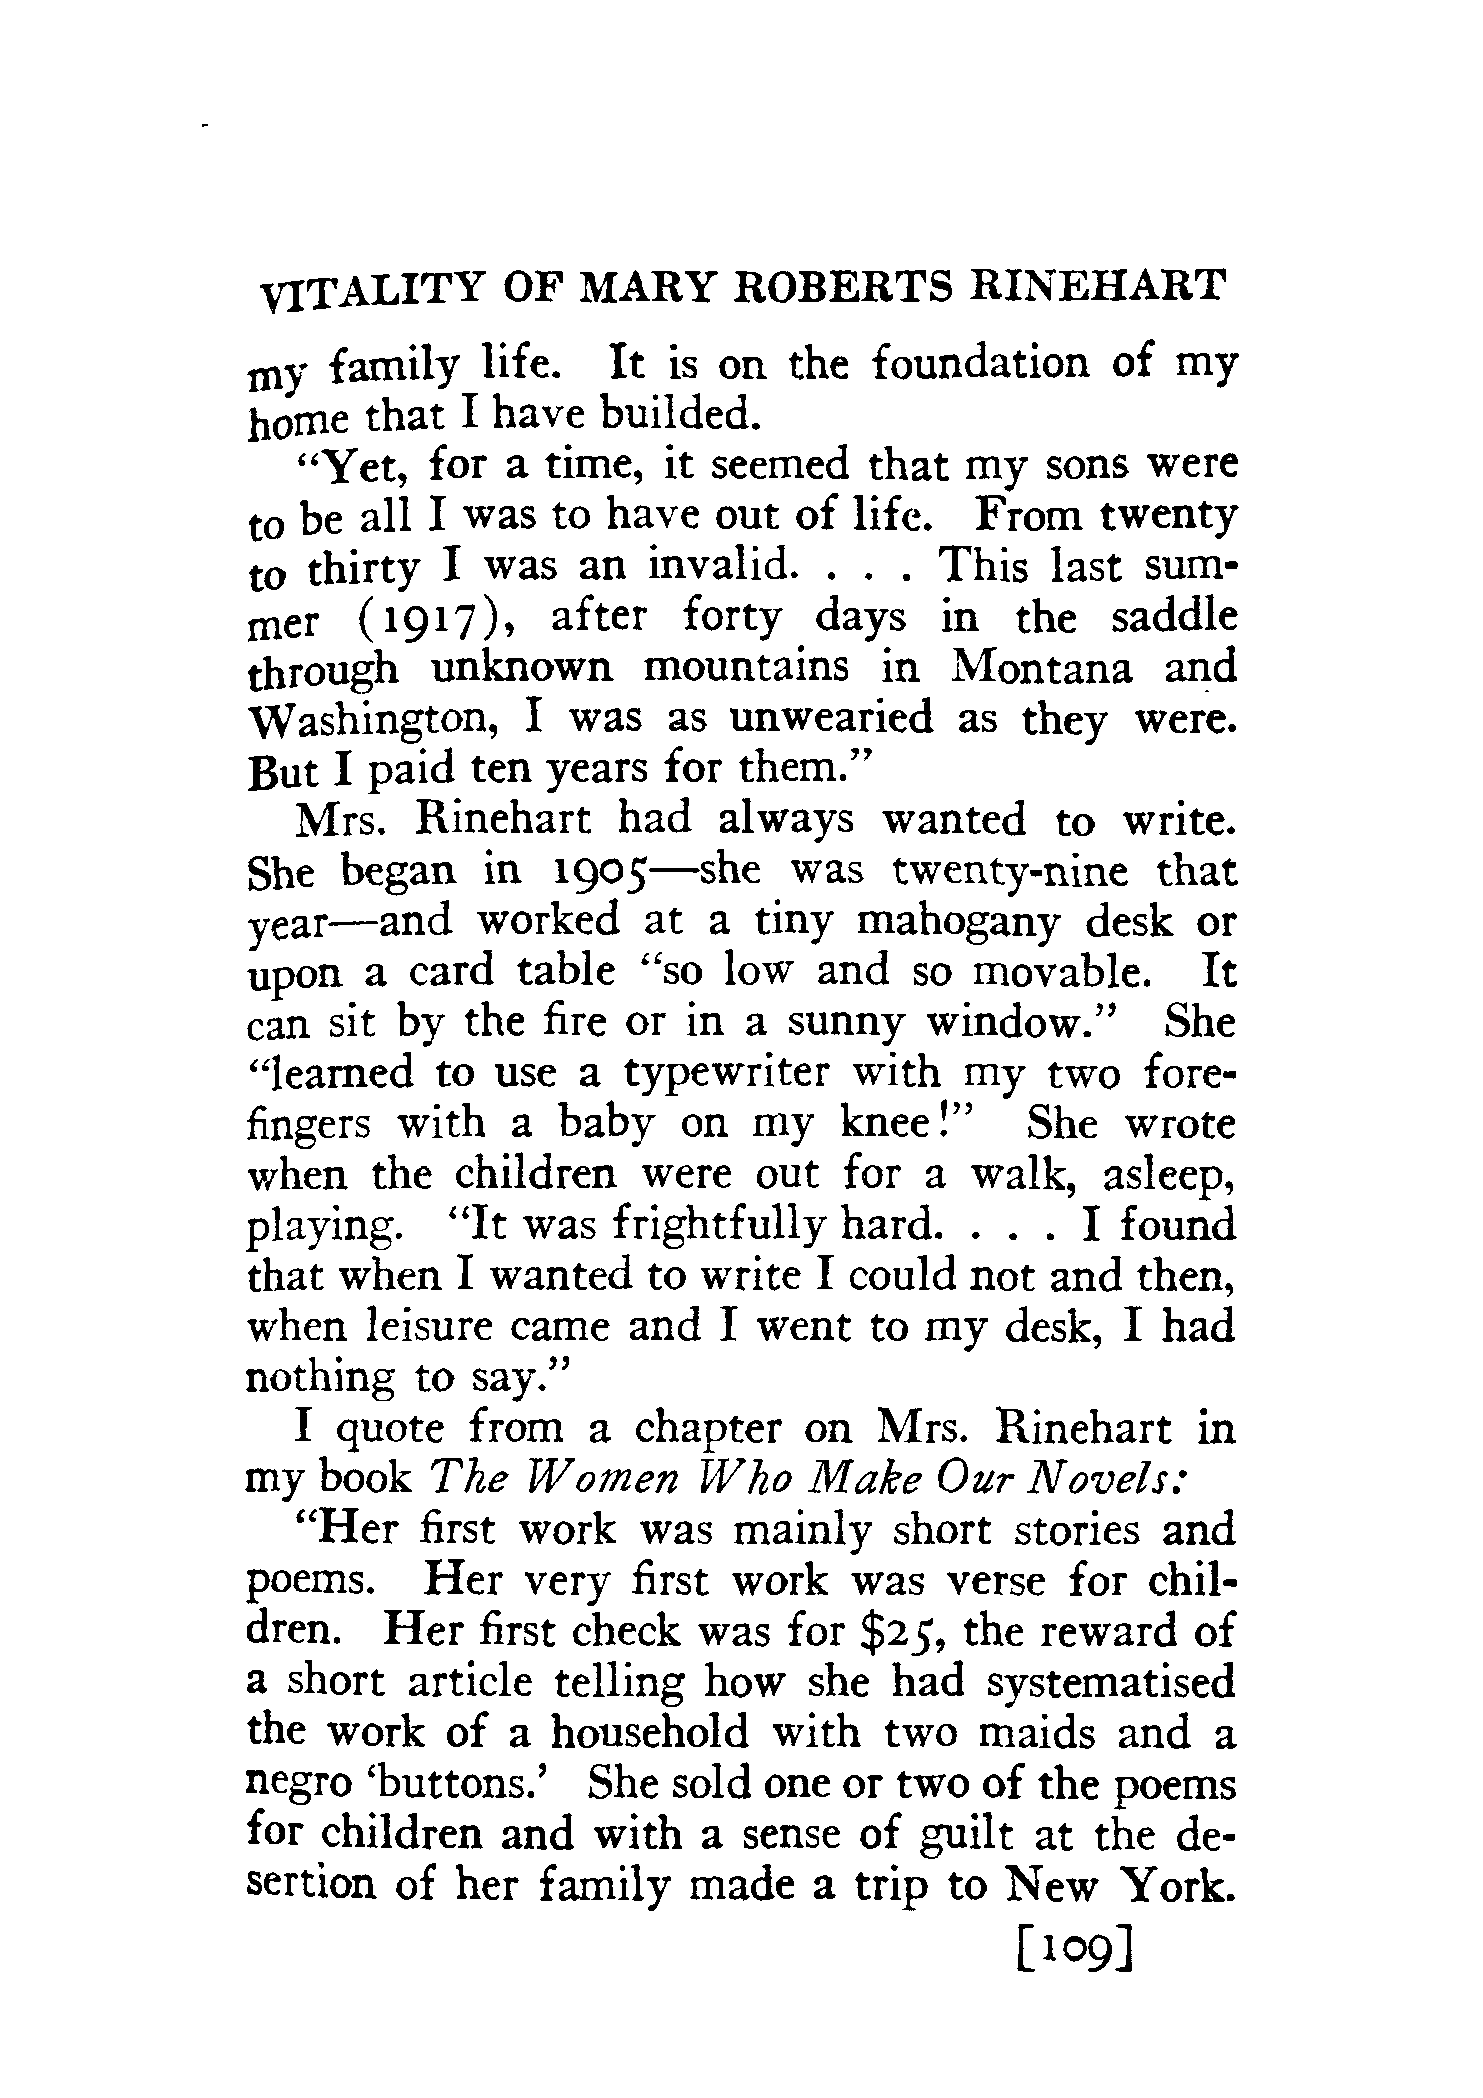 VITALITY OF MARY ROBERTS RINEHART
my family life. It is on the foundation of my
home that I have builded.
“Yet, for a time, it seemed that my sons were
to be all I was to have out of life. From twenty
to thirty I was an invalid. . . . This last sum-
mer (1917), after forty days in the saddle
through unknown mountains in Montana and
Washington, I was as unwearied as they were.
But I paid ten years for them.”
Mrs. Rinehart had always wanted to write.
She began in 1905—she was twenty-nine that
year—and worked at a tiny mahogany desk or
upon a card table “so low and so movable. It
can sit by the fire or in a sunny window.” She
“learned to use a typewriter with my two fore-
fingers with a baby on my knee!” She wrote
when the children were out for a walk, asleep,
playing. “It was frightfully hard. . . . I found
that when I wanted to write I could not and then,
when leisure came and I went to my desk, I had
nothing to say.”
I quote from a chapter on Mrs. Rinehart in
my book The Women Who Make Our Novels:
“Her first work was mainly short stories and
poems. Her very first work was verse for chil-
dren. Her first check was for $25, the reward of
a short article telling how she had systematised
the work of a household with two maids and a
negro ‘buttons.’ She sold one or two of the poems
for children and with a sense of guilt at the de-
sertion of her family made a trip to New York.
[109]